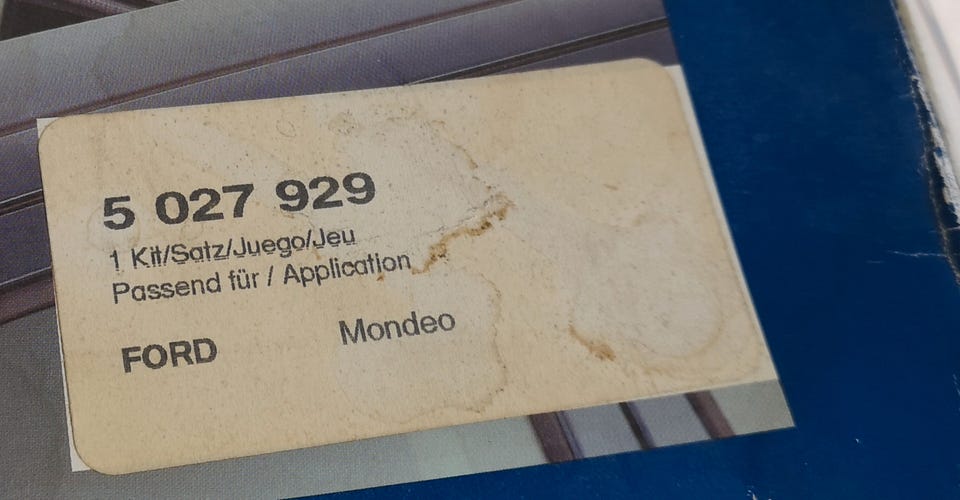 5 027 929
1 Kit/Satz/Juego/Jeu
Passend für / Application
FORD Mondeo